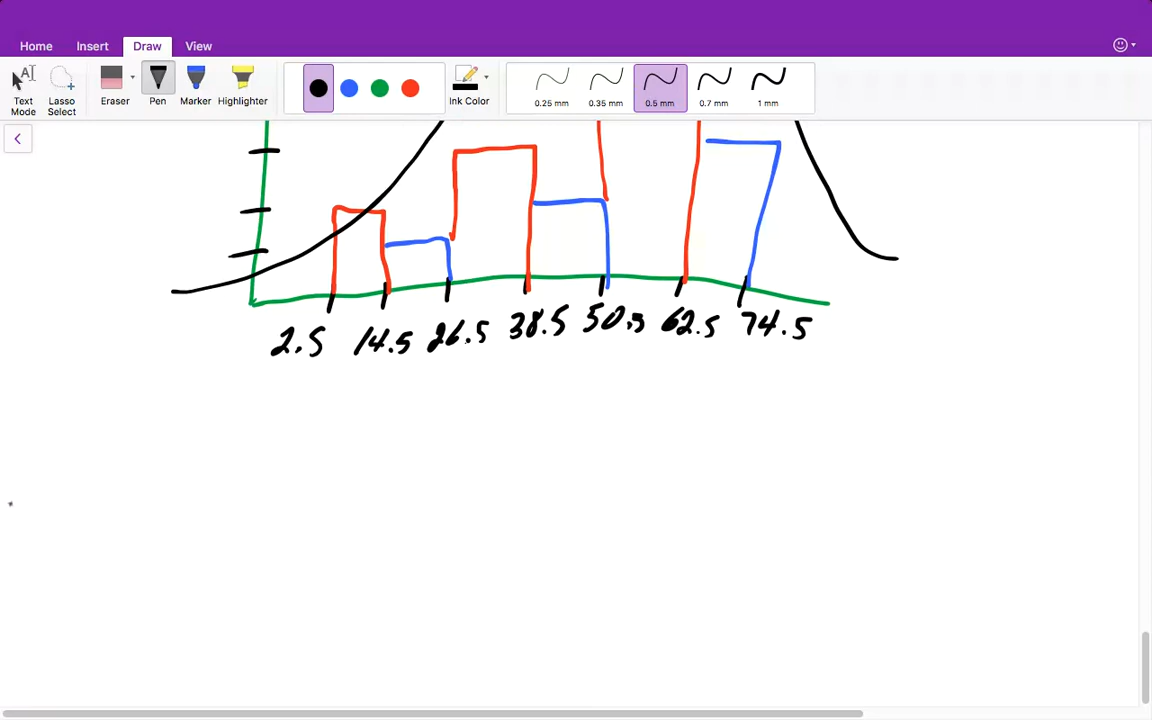 Home Insert Draw View
Text Mode Lasso Select Eraser Pen Marker Highlighter Ink Color 0.25 mm 0.35 mm 0.5 mm 0.7 mm 1 mm
2.5 14.5 26.5 38.5 50.5 62.5 74.5